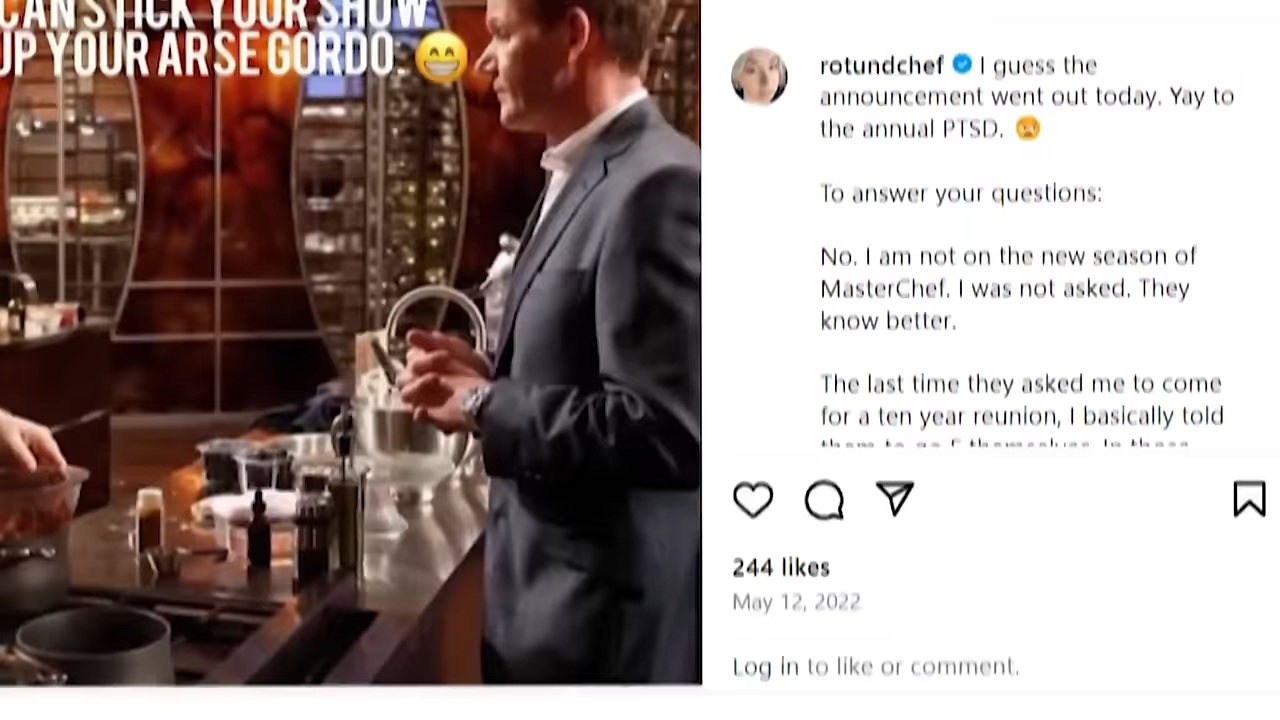 CAN STICK YOUR SHOW
UP YOUR ARSE GORDO 😁
rotundchef I guess the
announcement went out today. Yay to
the annual PTSD. 😡
To answer your questions:
No. I am not on the new season of
MasterChef. I was not asked. They
know better.
The last time they asked me to come
for a ten year reunion, I basically told
244 likes
May 12, 2022
Log in to like or comment.